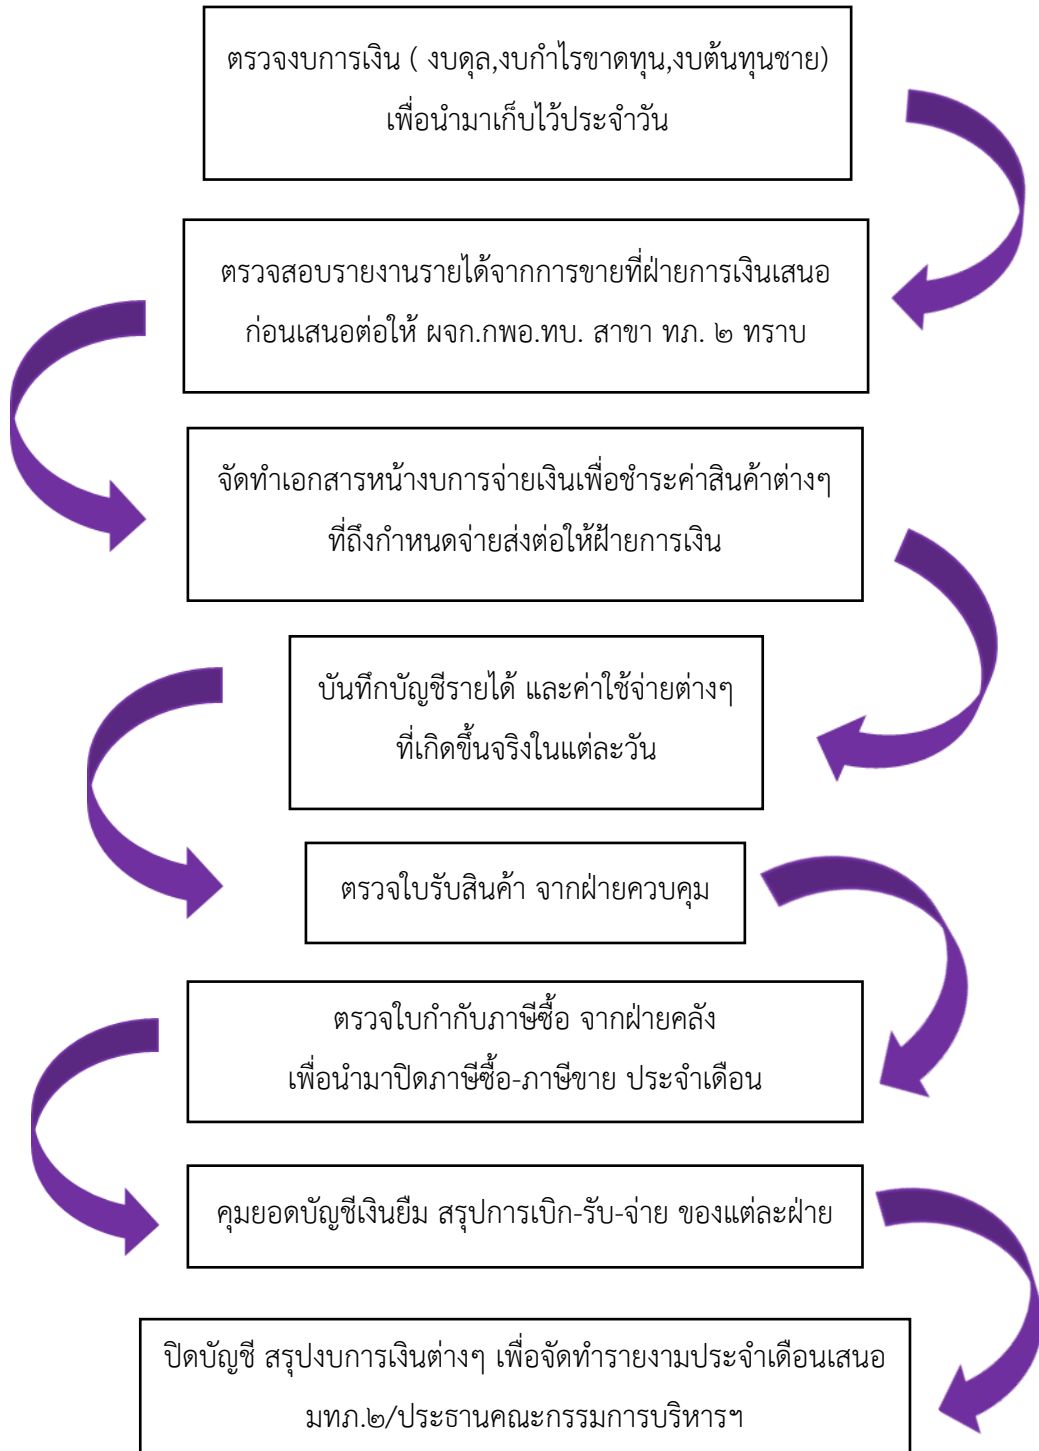 ตรวจงบการเงิน ( งบดุล,งบกำไรขาดทุน,งบต้นทุนชาย)
เพื่อนำมาเก็บไว้ประจำวัน
ตรวจสอบรายงานรายได้จากการขายที่ฝ่ายการเงินเสนอ
ก่อนเสนอต่อให้ ผจก.กพอ.ทบ. สาขา ทภ. ๒ ทราบ
จัดทำเอกสารหน้างบการจ่ายเงินเพื่อชำระค่าสินค้าต่างๆ
ที่ถึงกำหนดจ่ายส่งต่อให้ฝ้ายการเงิน
บันทึกบัญชีรายได้ และค่าใช้จ่ายต่างๆ
ที่เกิดขึ้นจริงในแต่ละวัน
ตรวจใบรับสินค้า จากฝ่ายควบคุม
ตรวจใบกำกับภาษีซื้อ จากฝ่ายคลัง
เพื่อนำมาปิดภาษีซื้อ-ภาษีขาย ประจำเดือน
คุมยอดบัญชีเงินยืม สรุปการเบิก-รับ-จ่าย ของแต่ละฝ่าย
ปิดบัญชี สรุปงบการเงินต่างๆ เพื่อจัดทำรายงามประจำเดือนเสนอ
มทภ.๒/ประธานคณะกรรมการบริหารฯ